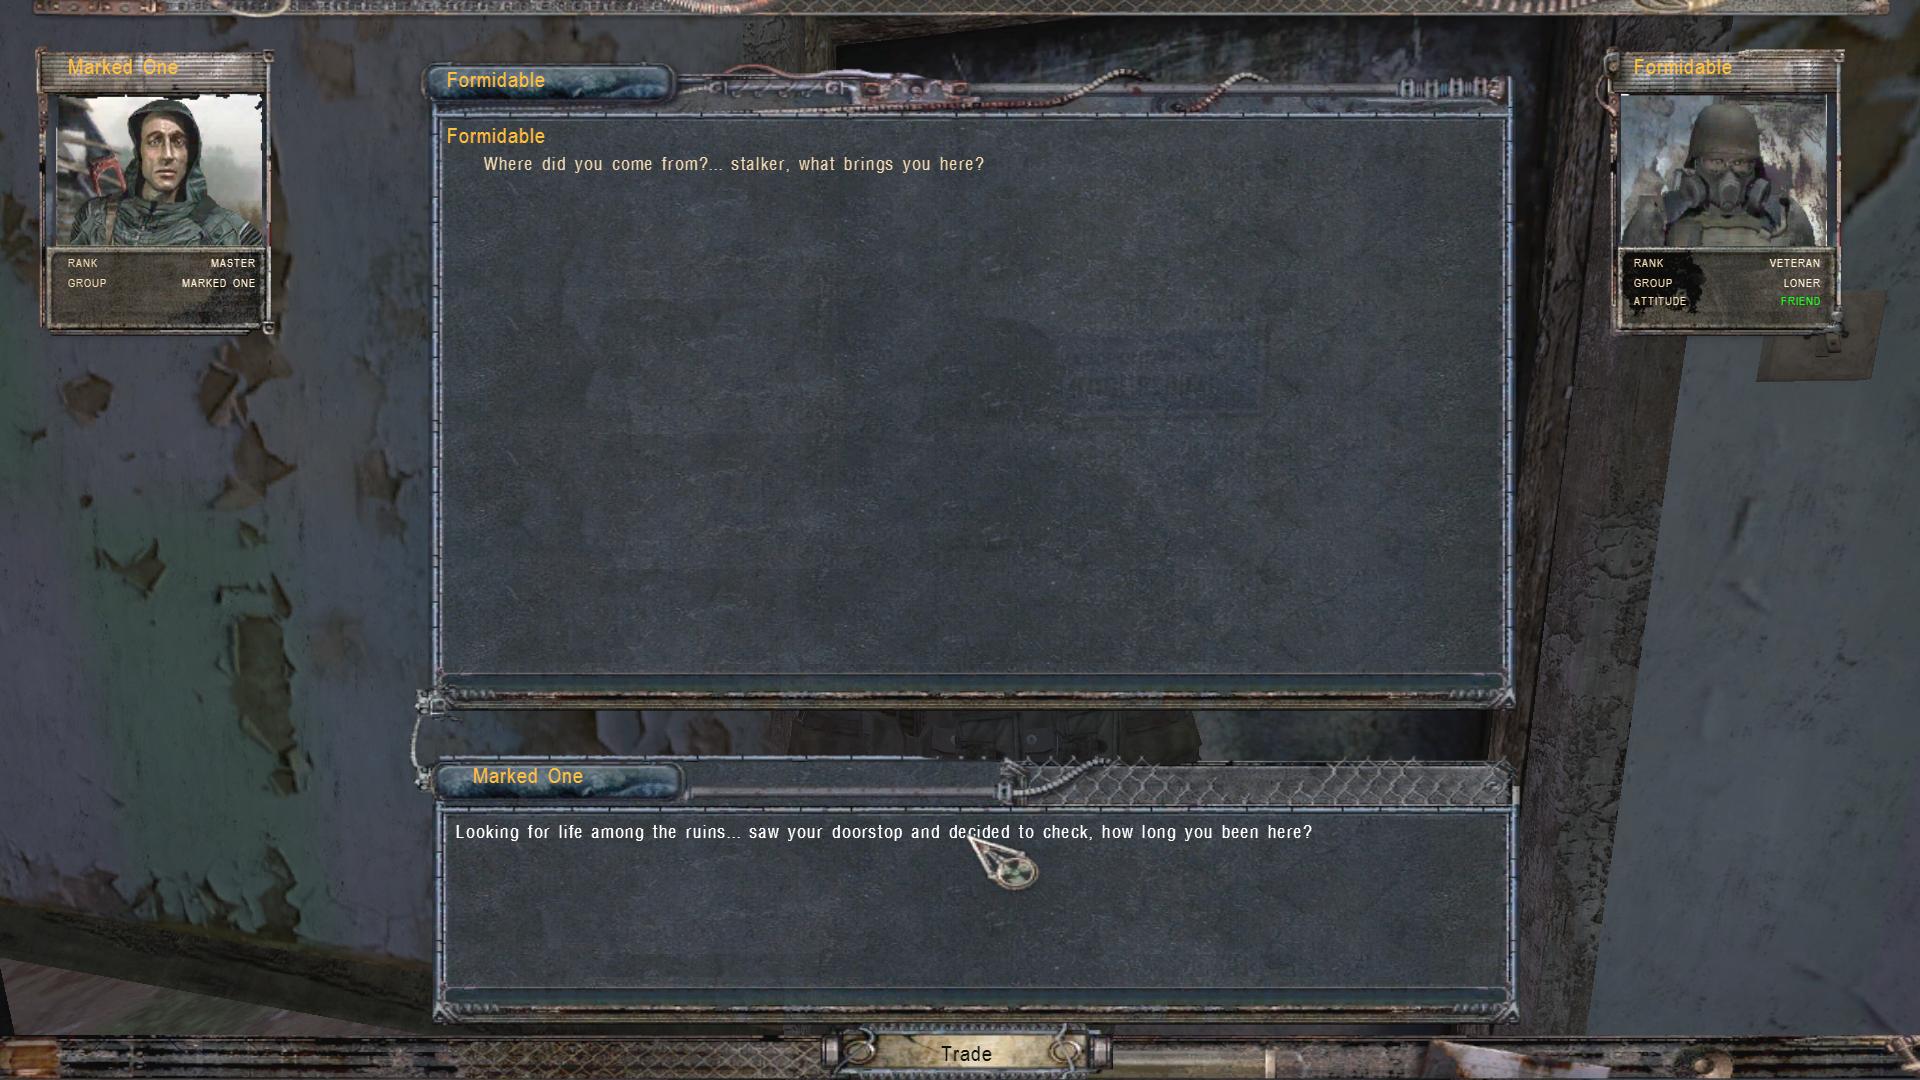 Marked One
RANK MASTER
GROUP MARKED ONE
Formidable
Formidable
Where did you come from?... stalker, what brings you here?
Formidable
RANK VETERAN
GROUP LONER
ATTITUDE FRIEND
Marked One
Looking for life among the ruins... saw your doorstop and decided to check, how long you been here?
Trade